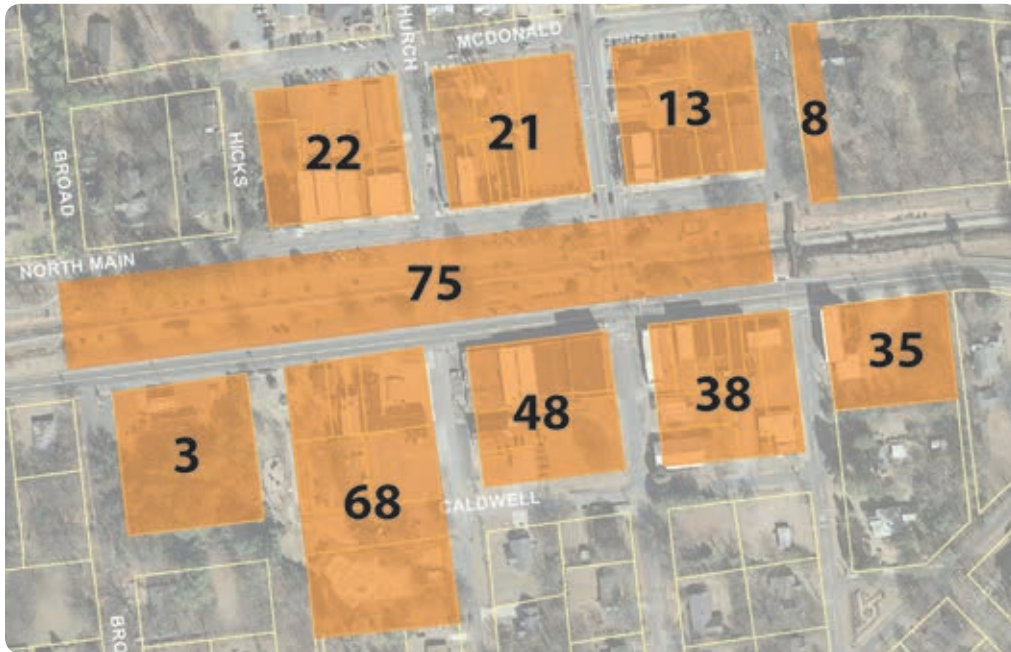 HURCH
MCDONALD
22
21
13
8
BROAD
HICKS
NORTH MAIN
75
3
68
48
38
35
CALDWELL
BRO